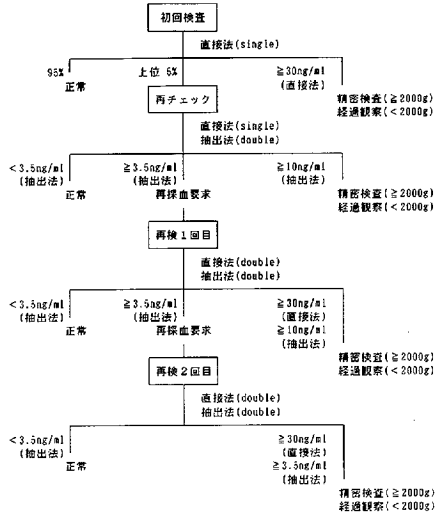 初回検査
直接法(single)
95%
正常
上位 5%
≧30ng/ml
(直接法)
精密検査(≧2000g)
経過観察(<2000g)
再チェック
直接法(single)
抽出法(double)
<3.5ng/ml
(抽出法)
正常
≧3.5ng/ml
(抽出法)
再採血要求
≧10ng/ml
(抽出法)
精密検査(≧2000g)
経過観察(<2000g)
再検1回目
直接法(double)
抽出法(double)
<3.5ng/ml
(抽出法)
正常
≧3.5ng/ml
(抽出法)
再採血要求
≧30ng/ml
(直接法)
≧10ng/ml
(抽出法)
精密検査(≧2000g)
経過観察(<2000g)
再検2回目
直接法(double)
抽出法(double)
<3.5ng/ml
(抽出法)
正常
≧30ng/ml
(直接法)
≧3.5ng/ml
(抽出法)
精密検査(≧2000g)
経過観察(<2000g)